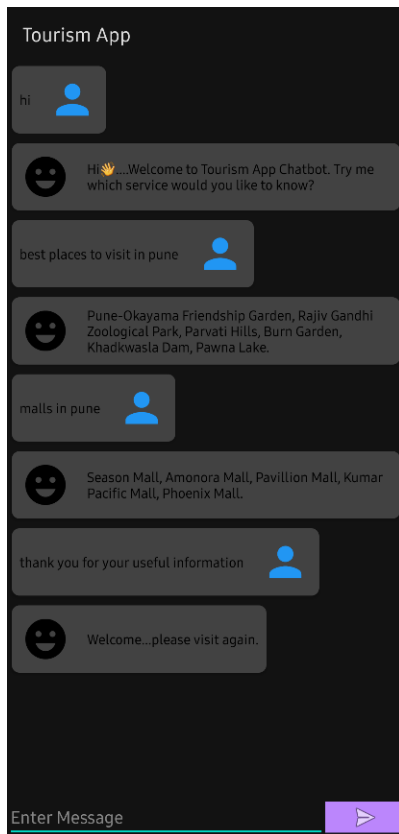 Tourism App
hi
Hi👋....Welcome to Tourism App Chatbot. Try me
which service would you like to know?
best places to visit in pune
Pune-Okayama Friendship Garden, Rajiv Gandhi
Zoological Park, Parvati Hills, Burn Garden,
Khadkwasla Dam, Pawna Lake.
malls in pune
Season Mall, Amonora Mall, Pavillion Mall, Kumar
Pacific Mall, Phoenix Mall.
thank you for your useful information
Welcome...please visit again.
Enter Message